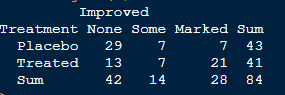 Improved
Treatment None Some Marked Sum
Placebo 29 7 7 43
Treated 13 7 21 41
Sum 42 14 28 84